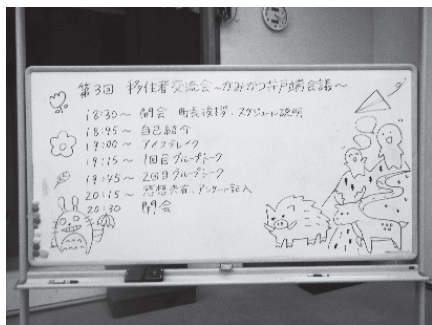 第3回 移住者交流会～かみかつ井戸端会議～
18:30～ 開会 町長挨拶、スケジュール説明
18:45～ 自己紹介
19:00～ アイスブレイク
19:15～ 1回目グループトーク
19:45～ 2回目グループトーク
20:15～ 感想共有、アンケート記入
20:30 閉会